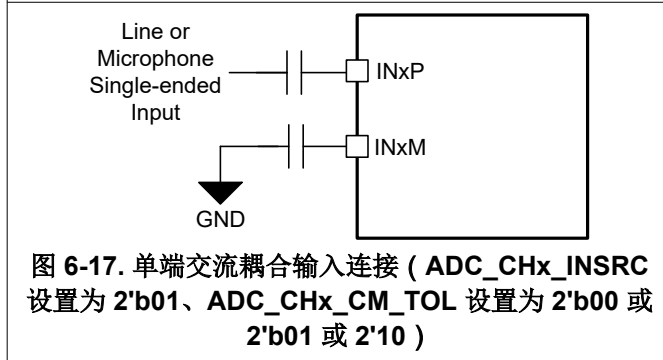 Line or
Microphone
Single-ended
Input
INxP
INxM
GND
图 6-17. 单端交流耦合输入连接（ADC_CHx_INSRC
设置为 2'b01、ADC_CHx_CM_TOL 设置为 2'b00 或
2'b01 或 2'10）